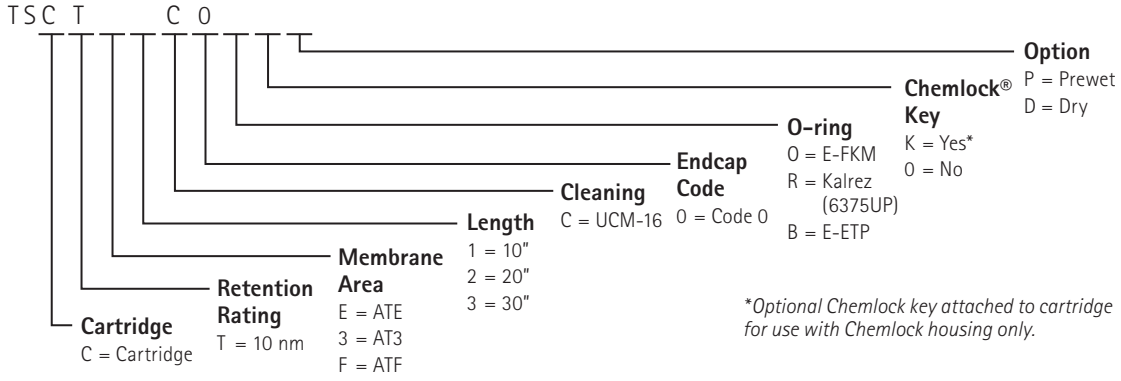 TSC T C 0
Option
P = Prewet
D = Dry
Chemlock®
Key
K = Yes*
0 = No
O-ring
O = E-FKM
R = Kalrez
(6375UP)
B = E-ETP
Endcap
Code
0 = Code 0
Cleaning
C = UCM-16
Length
1 = 10"
2 = 20"
3 = 30"
Membrane
Area
E = ATE
3 = AT3
F = ATF
Retention
Rating
T = 10 nm
Cartridge
C = Cartridge
*Optional Chemlock key attached to cartridge
for use with Chemlock housing only.